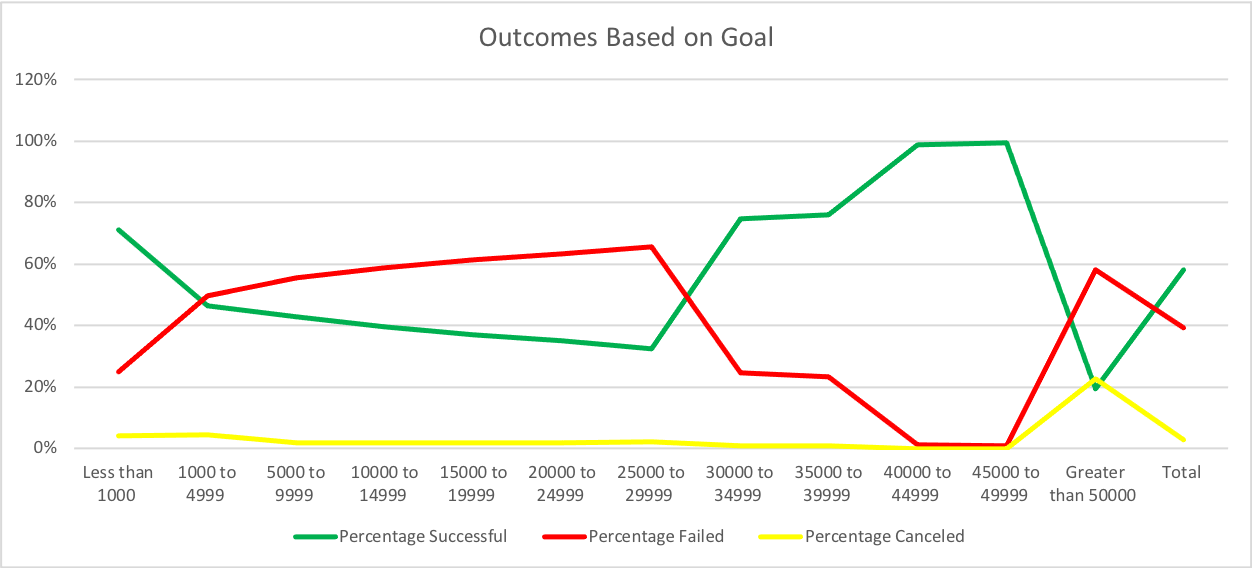 Outcomes Based on Goal
120%
100%
80%
60%
40%
20%
0%
Less than 1000 to 5000 to 10000 to 15000 to 20000 to 25000 to 30000 to 35000 to 40000 to 45000 to Greater Total
1000 4999 9999 14999 19999 24999 29999 34999 39999 44999 49999 than 50000
Percentage Successful Percentage Failed Percentage Canceled